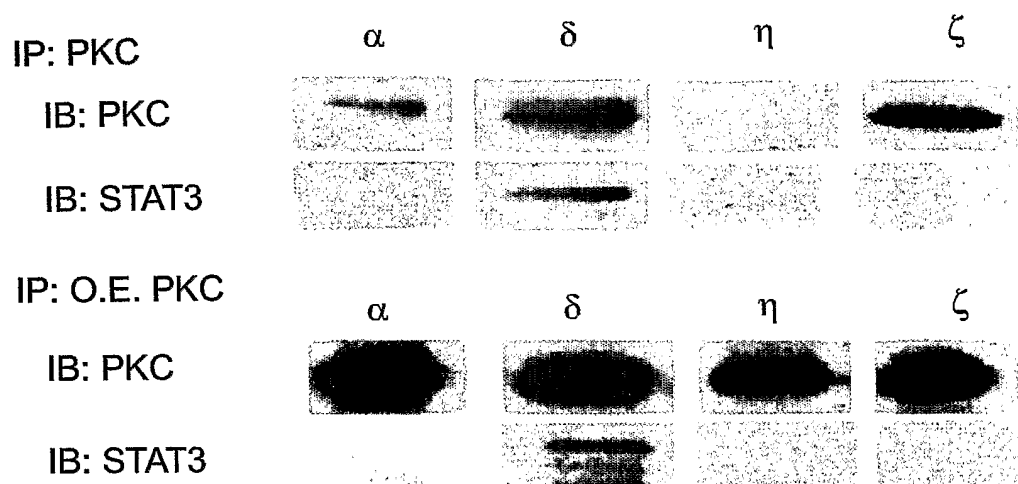 IP: PKC α δ η ζ
IB: PKC
IB: STAT3
IP: O.E. PKC α δ η ζ
IB: PKC
IB: STAT3